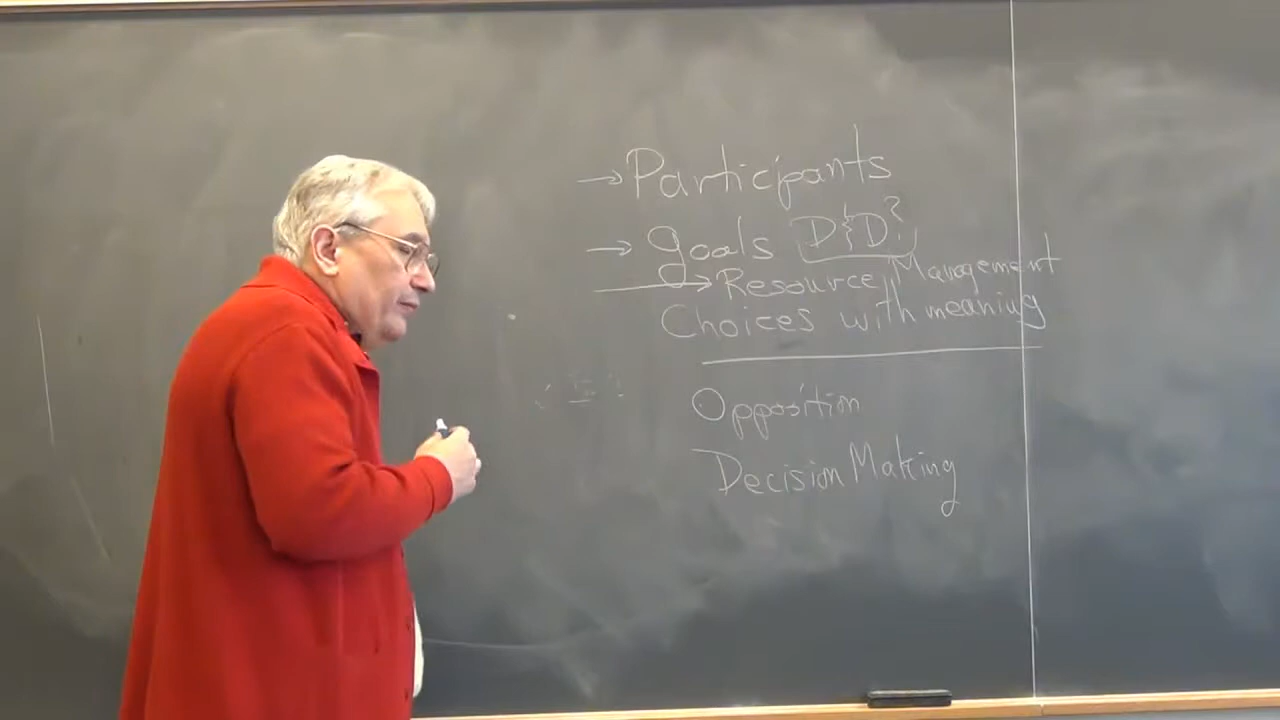 → Participants
→ Goals D&D?
→ Resource Management
Choices with meaning
Opposition
Decision Making